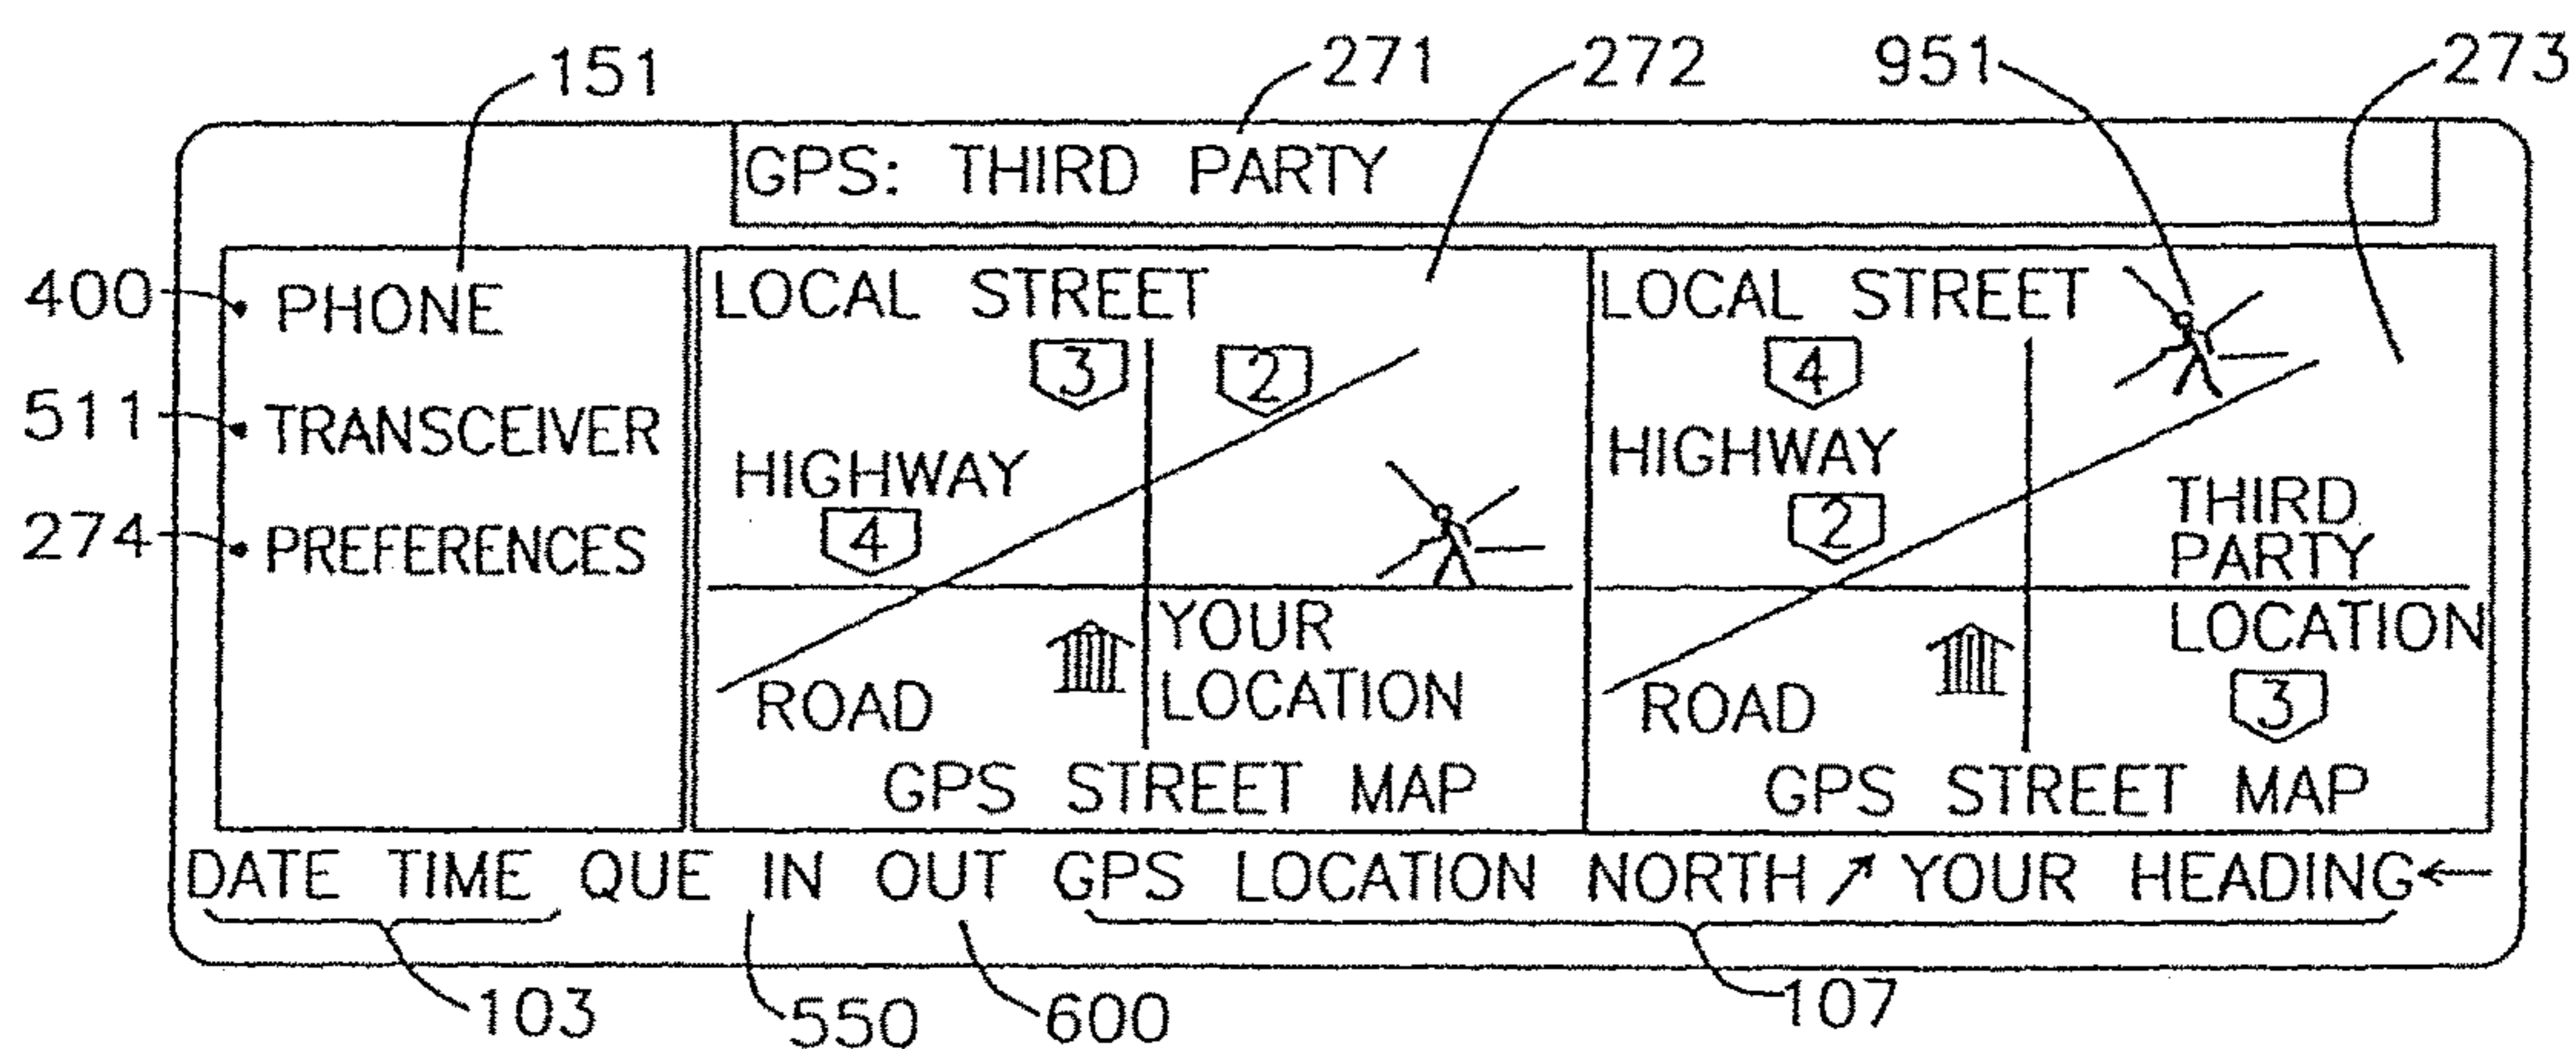 151
271
272
951
273
GPS: THIRD PARTY
400
PHONE
511
TRANSCEIVER
274
PREFERENCES
LOCAL STREET
3
2
HIGHWAY
4
YOUR
LOCATION
ROAD
GPS STREET MAP
LOCAL STREET
4
HIGHWAY
2
THIRD
PARTY
LOCATION
3
ROAD
GPS STREET MAP
DATE TIME QUE IN OUT GPS LOCATION NORTH ↗ YOUR HEADING ←
103
550
600
107